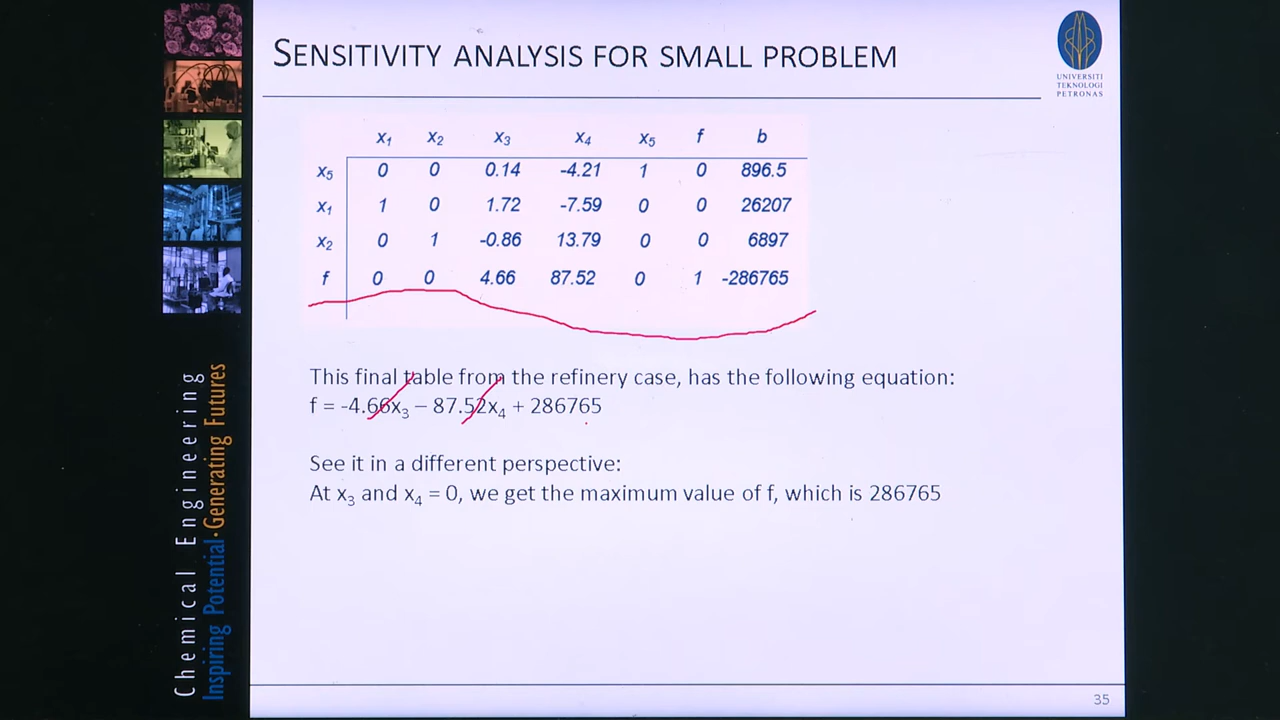 SENSITIVITY ANALYSIS FOR SMALL PROBLEM
UNIVERSITI
TEKNOLOGI
PETRONAS
x1 x2 x3 x4 x5 f b
x5 0 0 0.14 -4.21 1 0 896.5
x1 1 0 1.72 -7.59 0 0 26207
x2 0 1 -0.86 13.79 0 0 6897
f 0 0 4.66 87.52 0 1 -286765
This final table from the refinery case, has the following equation:
f = -4.66x3 – 87.52x4 + 286765
See it in a different perspective:
At x3 and x4 = 0, we get the maximum value of f, which is 286765
Chemical Engineering
Inspiring Potential·Generating Futures
35